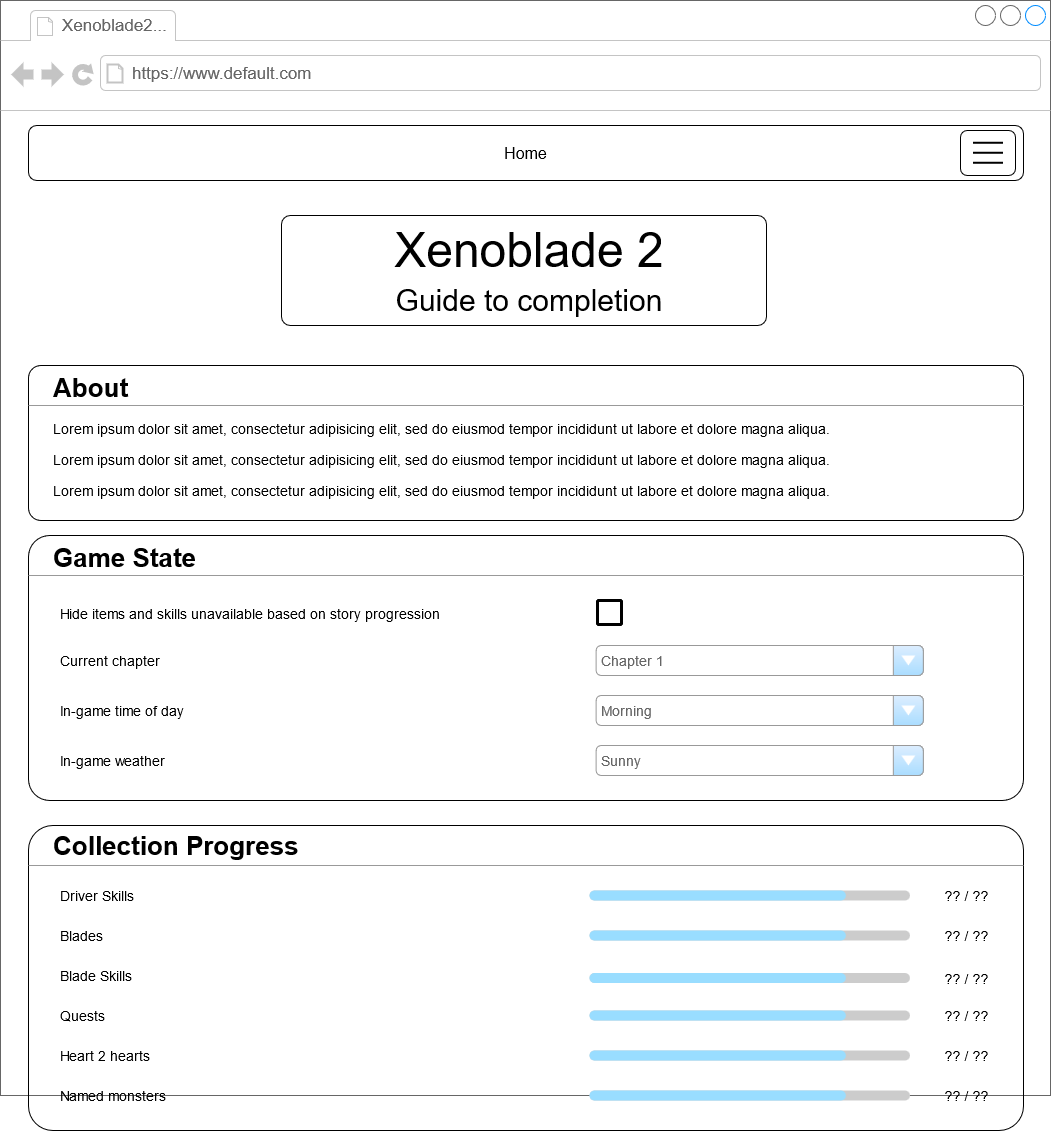 Xenoblade2...
https://www.default.com
Home
Xenoblade 2
Guide to completion
About
Lorem ipsum dolor sit amet, consectetur adipisicing elit, sed do eiusmod tempor incididunt ut labore et dolore magna aliqua.
Lorem ipsum dolor sit amet, consectetur adipisicing elit, sed do eiusmod tempor incididunt ut labore et dolore magna aliqua.
Lorem ipsum dolor sit amet, consectetur adipisicing elit, sed do eiusmod tempor incididunt ut labore et dolore magna aliqua.
Game State
Hide items and skills unavailable based on story progression
Current chapter Chapter 1
In-game time of day Morning
In-game weather Sunny
Collection Progress
Driver Skills ?? / ??
Blades ?? / ??
Blade Skills ?? / ??
Quests ?? / ??
Heart 2 hearts ?? / ??
Named monsters ?? / ??